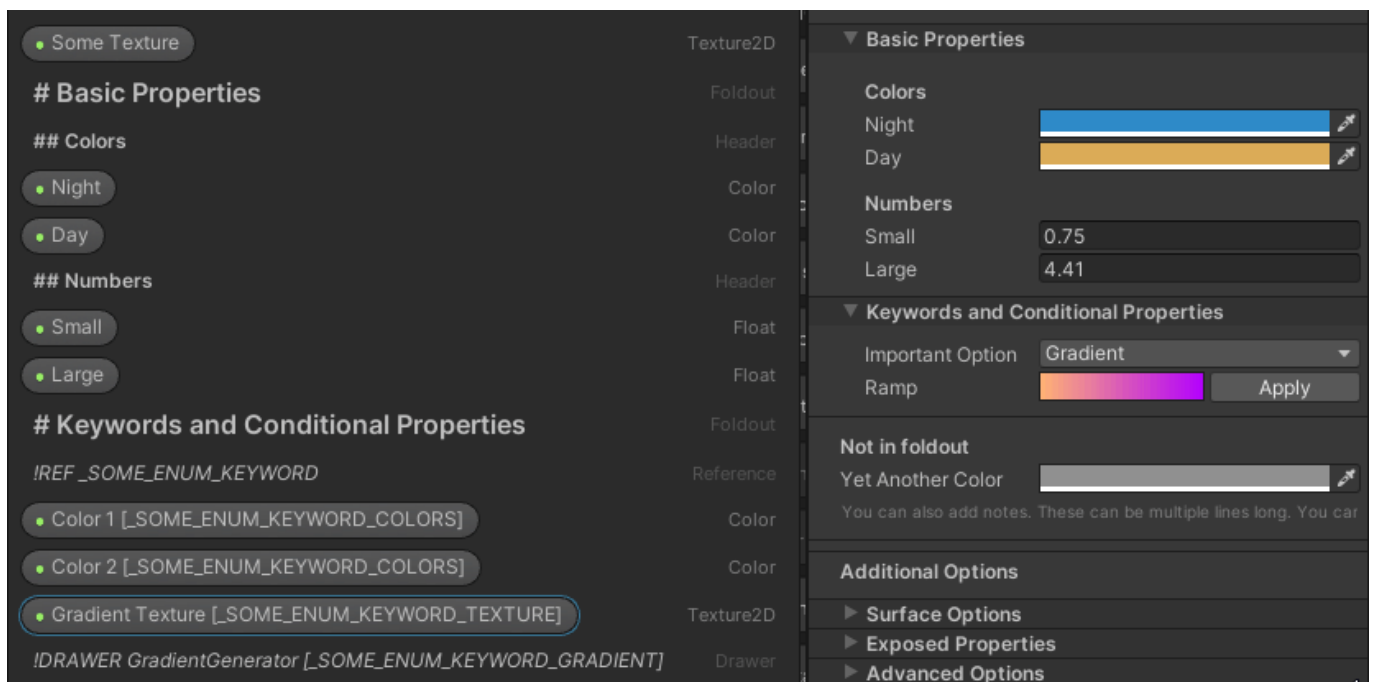 Some Texture Texture2D
# Basic Properties Foldout
## Colors Header
Night Color
Day Color
## Numbers Header
Small Float
Large Float
# Keywords and Conditional Properties Foldout
!REF _SOME_ENUM_KEYWORD Reference
Color 1 [_SOME_ENUM_KEYWORD_COLORS] Color
Color 2 [_SOME_ENUM_KEYWORD_COLORS] Color
Gradient Texture [_SOME_ENUM_KEYWORD_TEXTURE] Texture2D
!DRAWER GradientGenerator [_SOME_ENUM_KEYWORD_GRADIENT] Drawer
Basic Properties
Colors
Night
Day
Numbers
Small 0.75
Large 4.41
Keywords and Conditional Properties
Important Option Gradient
Ramp Apply
Not in foldout
Yet Another Color
You can also add notes. These can be multiple lines long. You can
Additional Options
Surface Options
Exposed Properties
Advanced Options